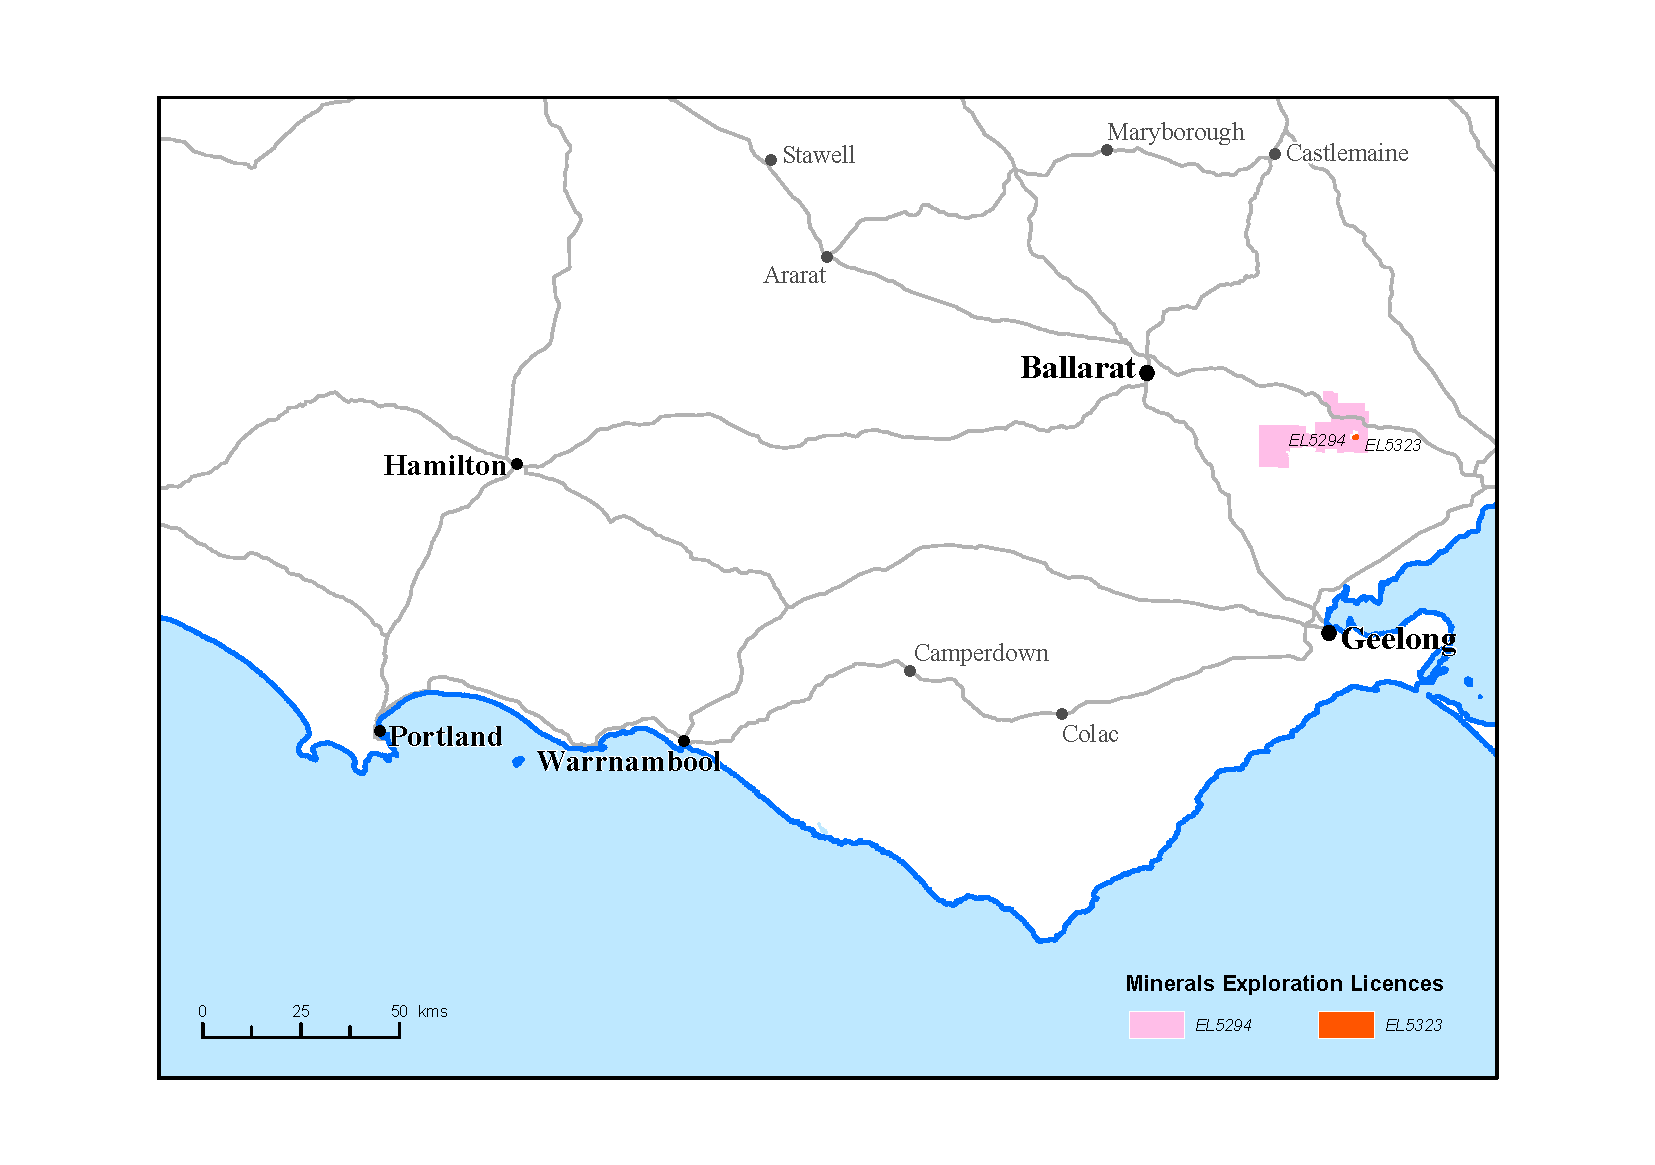 Maryborough
Stawell
Castlemaine
Ararat
Ballarat
EL5294
EL5323
Hamilton
Geelong
Camperdown
Colac
Portland
Warrnambool
Minerals Exploration Licences
0 25 50 kms
EL5294 EL5323